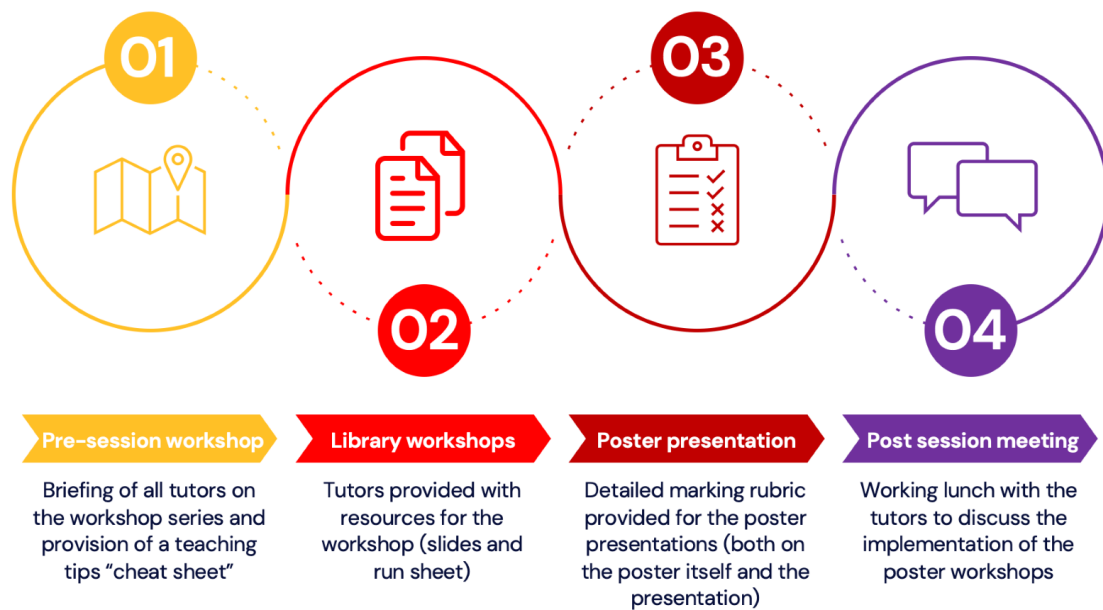 01
02
03
04
Pre-session workshop
Briefing of all tutors on
the workshop series and
provision of a teaching
tips “cheat sheet”
Library workshops
Tutors provided with
resources for the
workshop (slides and
run sheet)
Poster presentation
Detailed marking rubric
provided for the poster
presentations (both on
the poster itself and the
presentation)
Post session meeting
Working lunch with the
tutors to discuss the
implementation of the
poster workshops